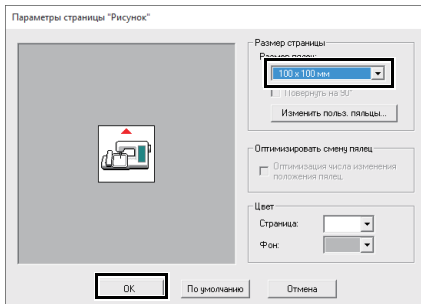 Параметры страницы "Рисунок"
Размер страницы
Размер пялец:
100 x 100 мм
Повернуть на 90°
Изменить польз. пяльцы...
Оптимизировать смену пялец
Оптимизация числа изменения
положения пялец
Цвет
Страница:
Фон:
OK
По умолчанию
Отмена